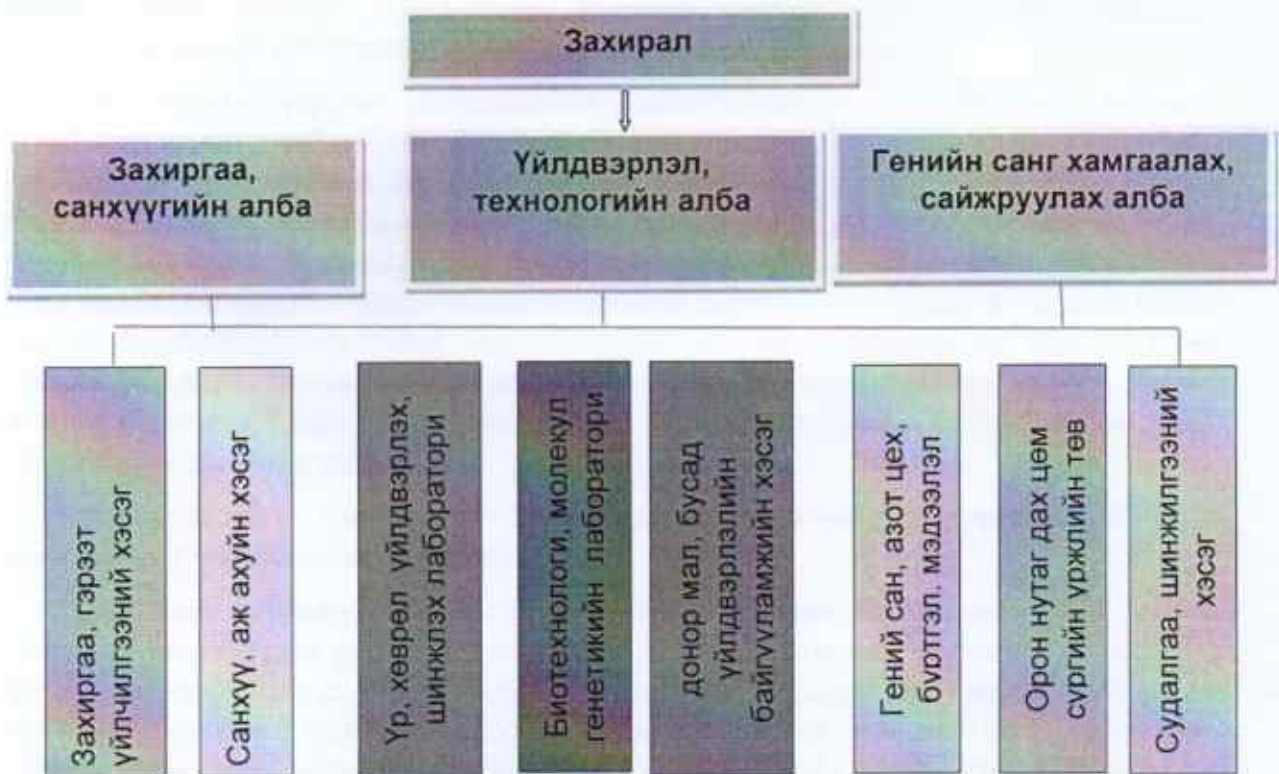 Захирал
Захиргаа,
санхүүгийн алба
Үйлдвэрлэл,
технологийн алба
Генийн санг хамгаалах,
сайжруулах алба
Захиргаа, гэрээт
үйлчилгээний хэсэг
Санхүү, аж ахуйн хэсэг
Үр, хөврөл үйлдвэрлэх,
шинжлэх лаборатори
Биотехнологи, молекул
генетикийн лаборатори
донор мал, бусад
үйлдвэрлэлийн
байгууламжийн хэсэг
Гений сан, азот цех,
бүртгэл, мэдээлэл
Орон нутаг дах цөм
сүргийн үржлийн төв
Судалгаа, шинжилгээний
хэсэг